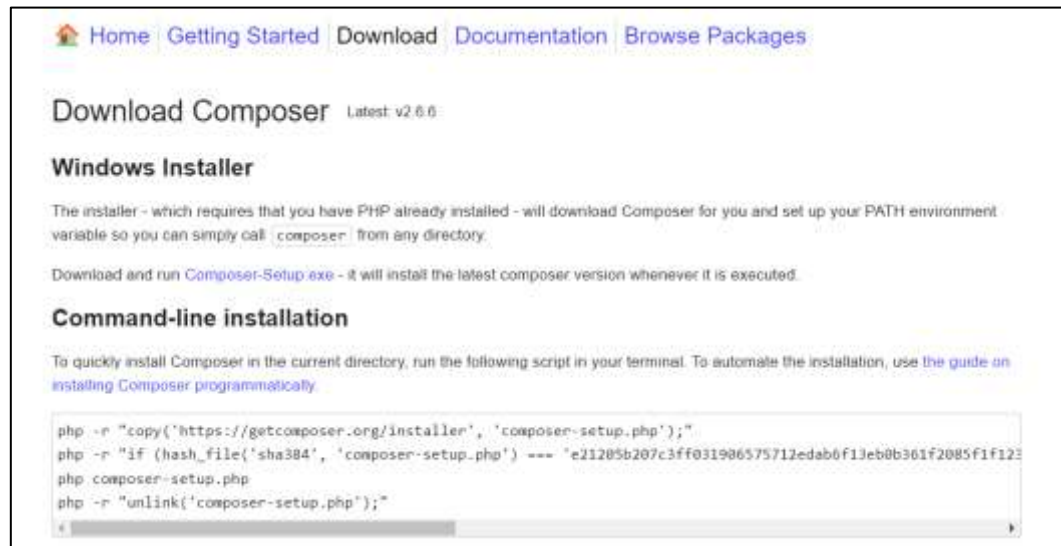 Home Getting Started Download Documentation Browse Packages
Download Composer Latest: v2.6.6
Windows Installer
The installer - which requires that you have PHP already installed - will download Composer for you and set up your PATH environment
variable so you can simply call composer from any directory.
Download and run Composer-Setup.exe - it will install the latest composer version whenever it is executed.
Command-line installation
To quickly install Composer in the current directory, run the following script in your terminal. To automate the installation, use the guide on
installing Composer programmatically.
php -r "copy('https://getcomposer.org/installer', 'composer-setup.php');"
php -r "if (hash_file('sha384', 'composer-setup.php') === 'e21205b207c3ff031906575712edab6f13eb0b361f2085f1f123
php composer-setup.php
php -r "unlink('composer-setup.php');"